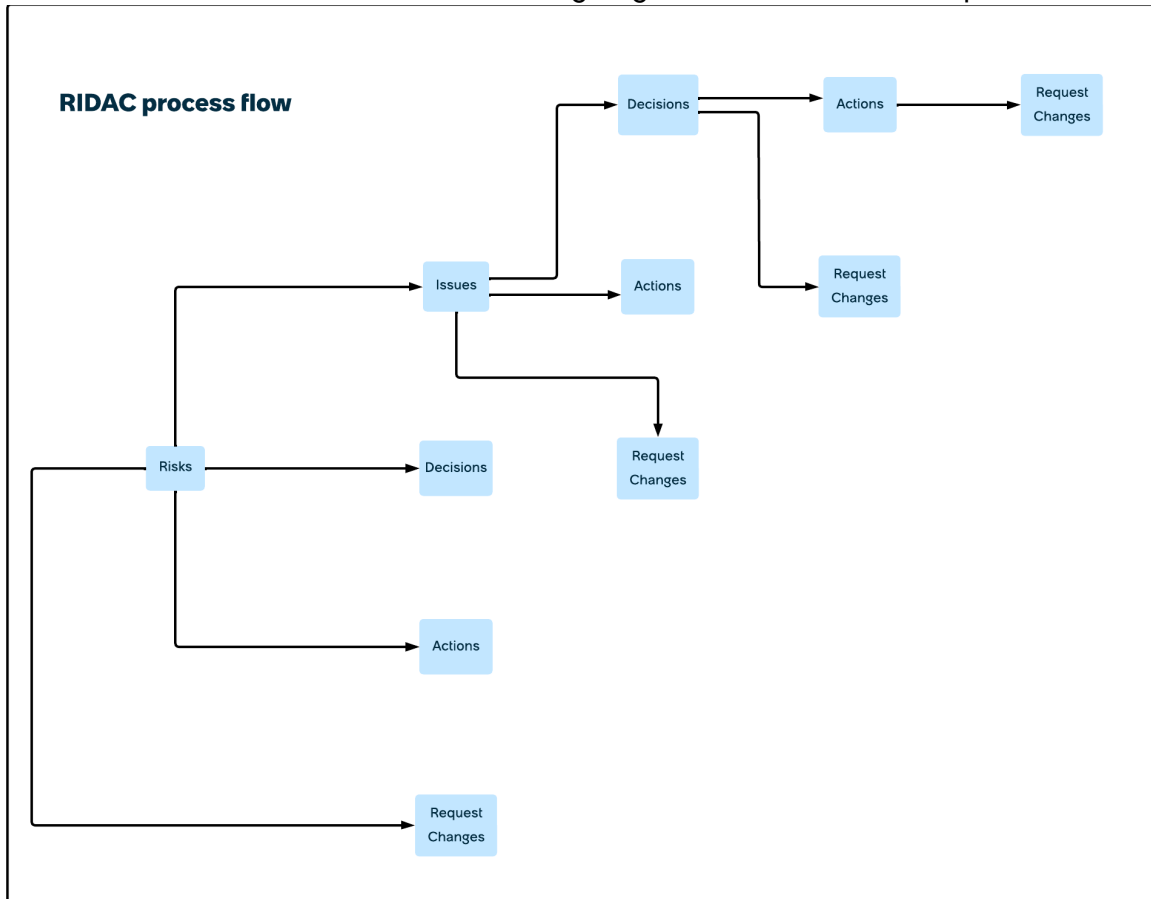 RIDAC process flow
Decisions
Actions
Request
Changes
Issues
Actions
Request
Changes
Risks
Decisions
Request
Changes
Actions
Request
Changes